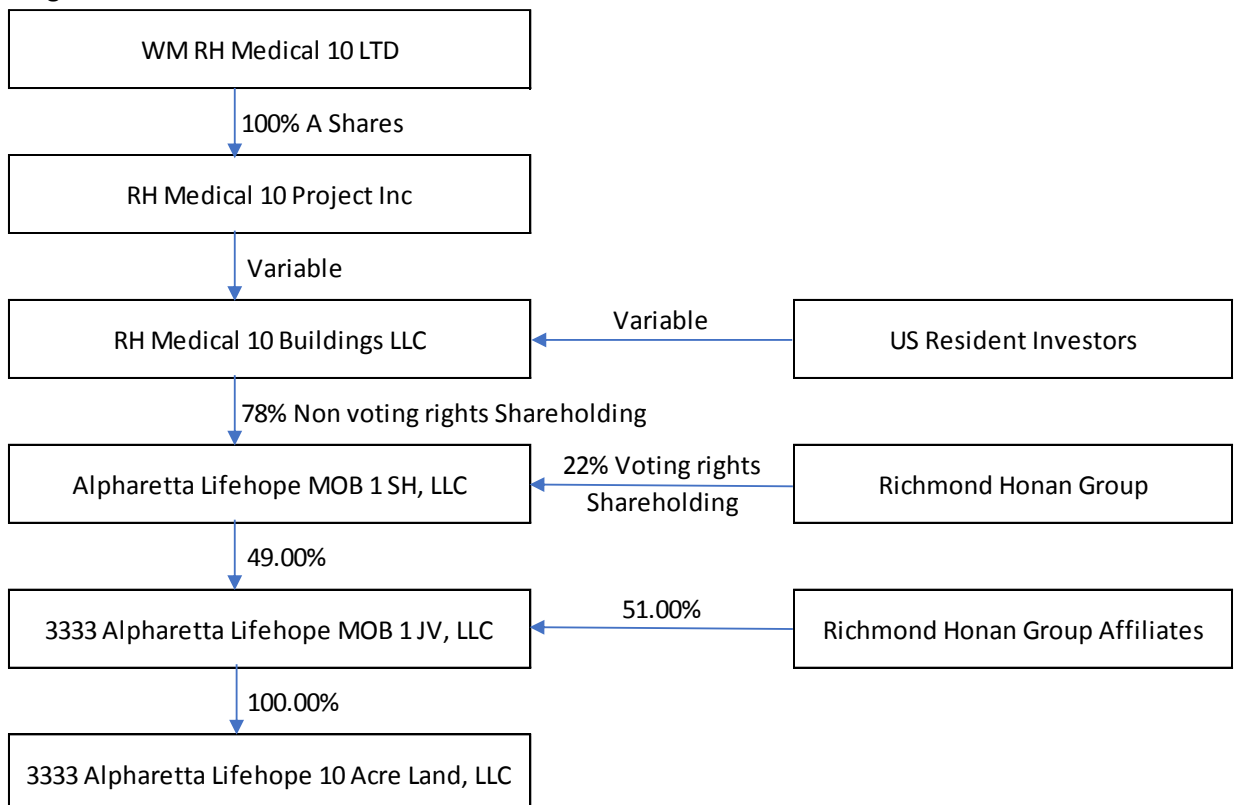 WM RH Medical 10 LTD
100% A Shares
RH Medical 10 Project Inc
Variable
Variable
RH Medical 10 Buildings LLC
US Resident Investors
78% Non voting rights Shareholding
22% Voting rights
Shareholding
Alpharetta Lifehope MOB 1 SH, LLC
Richmond Honan Group
49.00%
51.00%
3333 Alpharetta Lifehope MOB 1 JV, LLC
Richmond Honan Group Affiliates
100.00%
3333 Alpharetta Lifehope 10 Acre Land, LLC